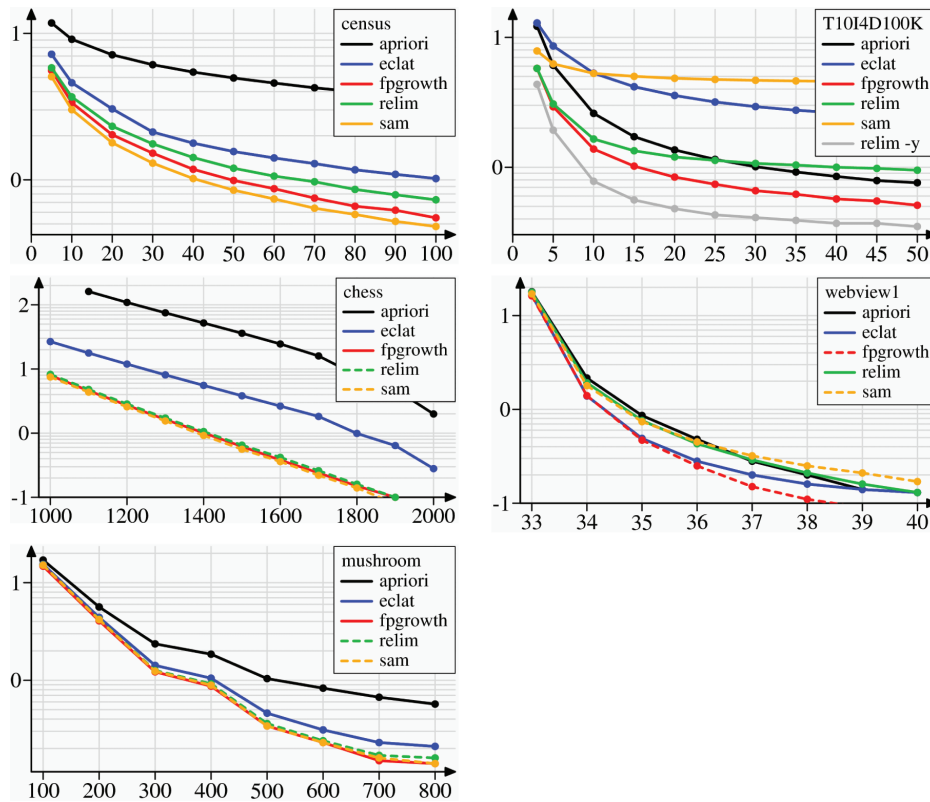 census
apriori
eclat
fpgrowth
relim
sam
1
0
0 10 20 30 40 50 60 70 80 90 100
T10I4D100K
apriori
eclat
fpgrowth
relim
sam
relim -y
1
0
0 5 10 15 20 25 30 35 40 45 50
chess
apriori
eclat
fpgrowth
relim
sam
2
1
0
-1
1000 1200 1400 1600 1800 2000
webview1
apriori
eclat
fpgrowth
relim
sam
1
0
-1
33 34 35 36 37 38 39 40
mushroom
apriori
eclat
fpgrowth
relim
sam
1
0
100 200 300 400 500 600 700 800